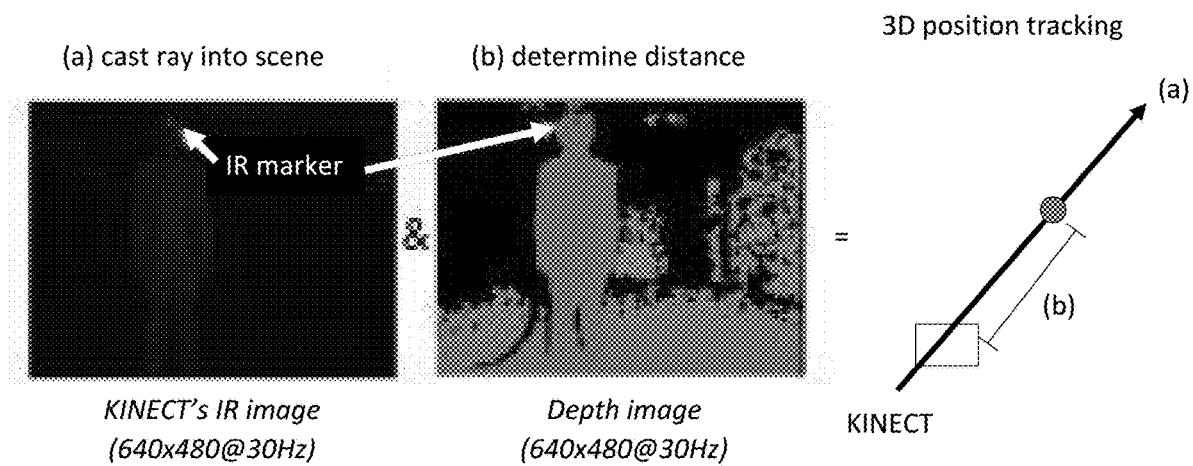 3D position tracking
(a) cast ray into scene
(b) determine distance
(a)
IR marker
&
=
(b)
KINECT's IR image
(640x480@30Hz)
Depth image
(640x480@30Hz)
KINECT